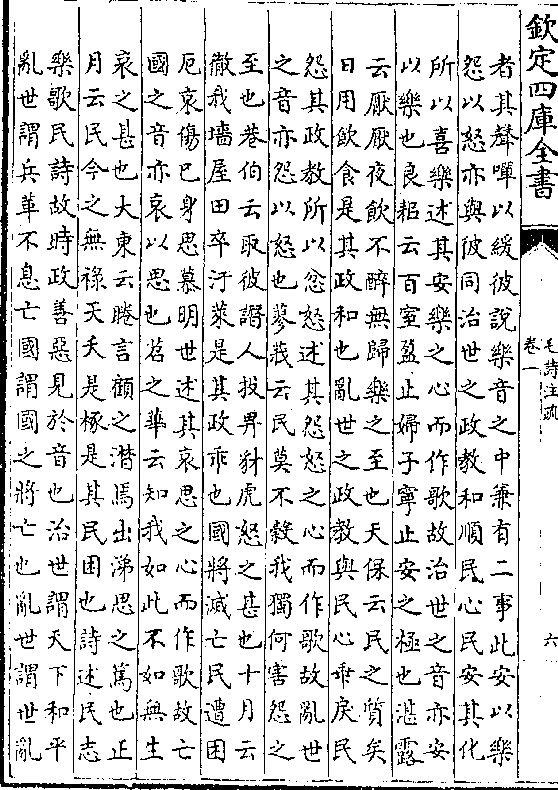 欽定四庫全書
毛詩注疏
卷一
六
者其聲嘽以緩彼說樂音之中兼有二事此安以樂
怨以怒亦與彼同治世之政教和順民心民安其化
所以喜樂述其安樂之心而作歌故治世之音亦安
以樂也良耜云百室盈止婦子寧止安之極也湛露
云厭厭夜飲不醉無歸樂之至也天保云民之質矣
日用飲食是其政和也亂世之政教與民心乖戾民
怨其政教所以忿怒述其怨怒之心而作歌故亂世
之音亦怨以怒也蓼莪云民莫不糓我獨何害怨之
至也巷伯云取彼譖人投畀豺虎怒之甚也十月云
徹我墻屋田卒汙萊是其政乖也國將滅亡民遭困
厄哀傷已身思慕明世述其哀思之心而作歌故亡
國之音亦哀以思也苕之華云知我如此不如無生
哀之甚也大東云睠言顧之潸焉出涕思之篤也正
月云民今之無祿天夭是椓是其民困也詩述民志
樂歌民詩故時政善惡見於音也治世謂天下和平
亂世謂兵革不息亡國謂國之將亡也亂世謂世亂